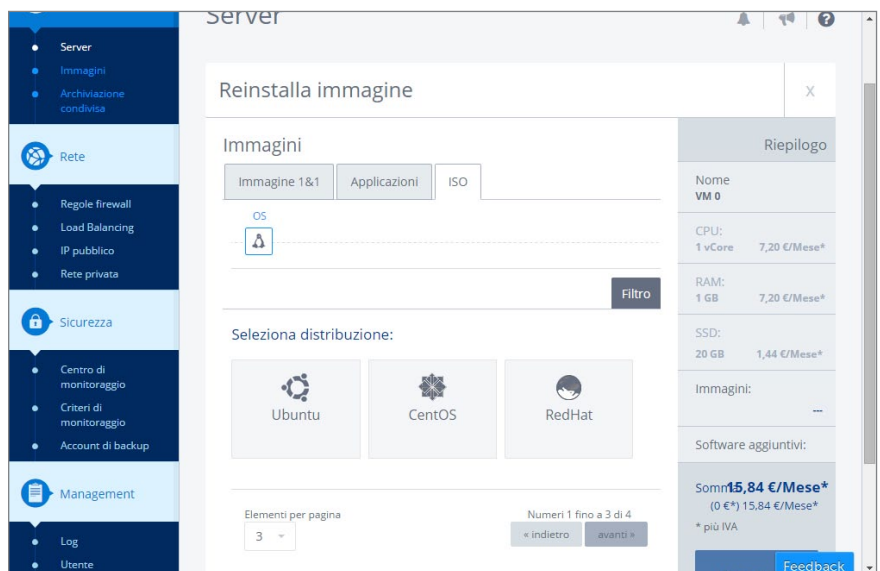 Server
Server
Immagini
Archiviazione
condivisa
Rete
Regole firewall
Load Balancing
IP pubblico
Rete privata
Sicurezza
Centro di
monitoraggio
Criteri di
monitoraggio
Account di backup
Management
Log
Utente
Reinstalla immagine
X
Immagini
Immagine 1&1 Applicazioni ISO
OS
Filtro
Seleziona distribuzione:
Ubuntu CentOS RedHat
Elementi per pagina
3
Numeri 1 fino a 3 di 4
« indietro avanti »
Riepilogo
Nome
VM 0
CPU:
1 vCore 7,20 €/Mese*
RAM:
1 GB 7,20 €/Mese*
SSD:
20 GB 1,44 €/Mese*
Immagini:
---
Software aggiuntivi:
Somma: 15,84 €/Mese*
(0 €*) 15,84 €/Mese*
* più IVA
Feedback